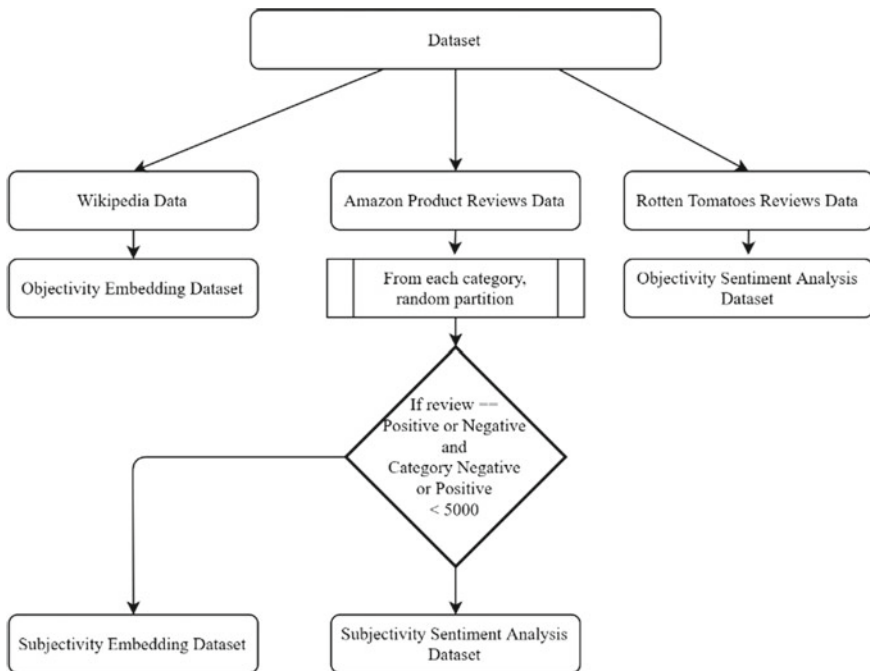 Dataset
Wikipedia Data
Amazon Product Reviews Data
Rotten Tomatoes Reviews Data
Objectivity Embedding Dataset
From each category,
random partition
Objectivity Sentiment Analysis
Dataset
If review ==
Positive or Negative
and
Category Negative
or Positive
< 5000
Subjectivity Embedding Dataset
Subjectivity Sentiment Analysis
Dataset